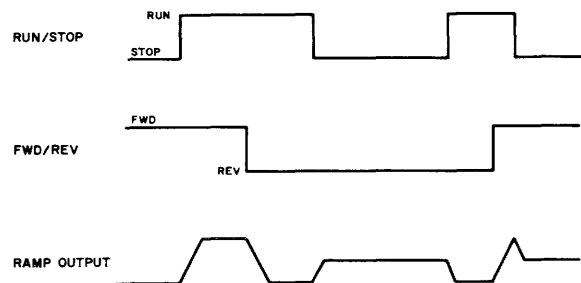 RUN
RUN/STOP
STOP
FWD
FWD/REV
REV
RAMP OUTPUT